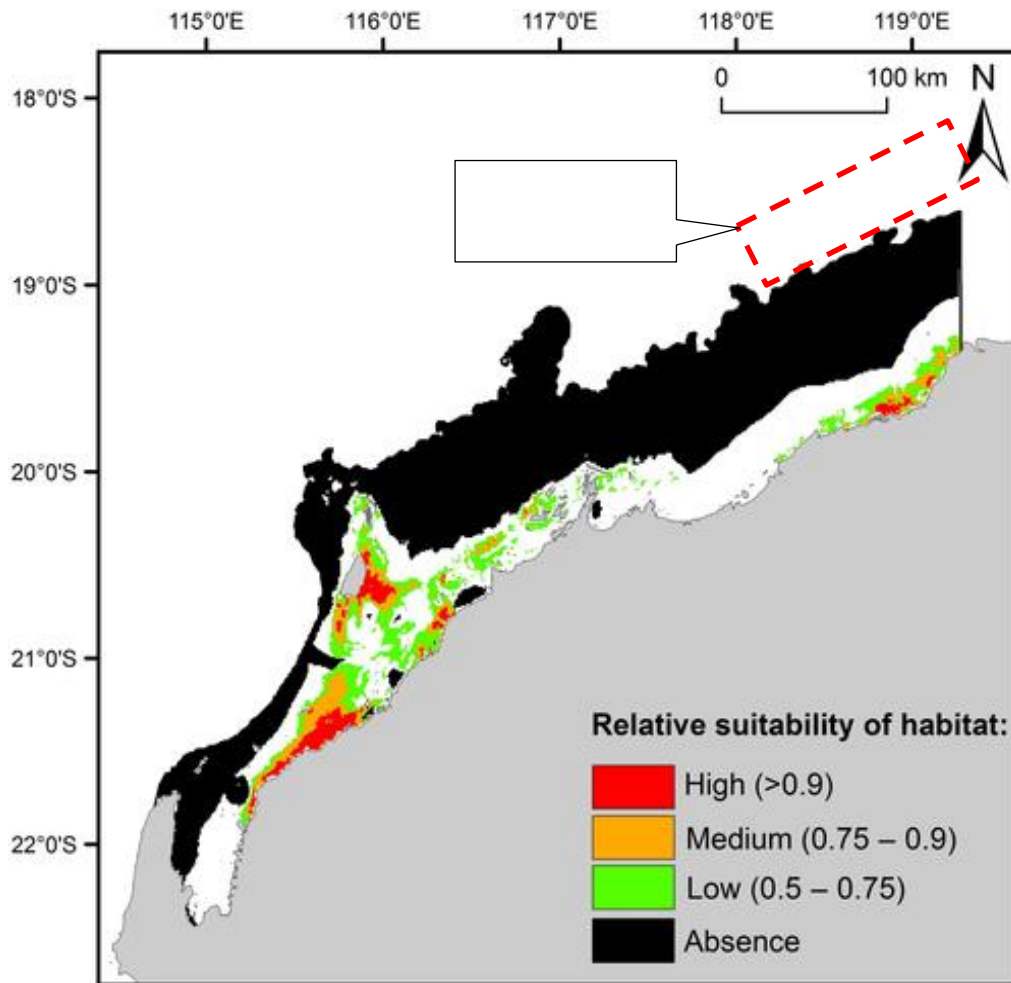 115°0'E 116°0'E 117°0'E 118°0'E 119°0'E
0 100 km N
18°0'S
19°0'S
20°0'S
21°0'S
22°0'S
Relative suitability of habitat:
High (>0.9)
Medium (0.75 – 0.9)
Low (0.5 – 0.75)
Absence